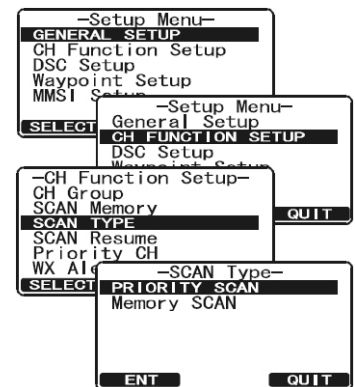 —Setup Menu—
GENERAL SETUP
CH Function Setup
DSC Setup
Waypoint Setup
MMSI
SELECT
—Setup Menu—
General Setup
CH FUNCTION SETUP
DSC Setup
QUIT
—CH Function Setup—
CH Group
SCAN Memory
SCAN TYPE
SCAN Resume
Priority CH
WX
SELECT
—SCAN Type—
PRIORITY SCAN
Memory SCAN
ENT QUIT